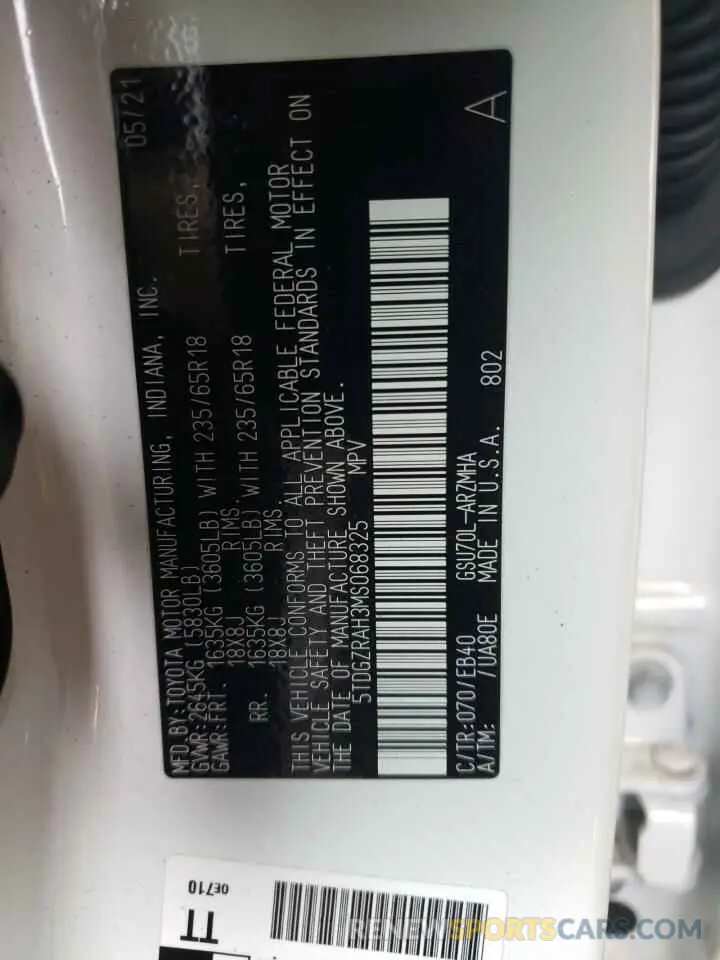 MFD.BY:TOYOTA MOTOR MANUFACTURING, INDIANA, INC. 05/21
GVWR:2645KG (5830LB)
GAWR:FRT. 1635KG (3605LB) WITH 235/65R18 TIRES,
18X8J RIMS,
RR. 1635KG (3605LB) WITH 235/65R18 TIRES,
18X8J RIMS,
THIS VEHICLE CONFORMS TO ALL APPLICABLE FEDERAL MOTOR
VEHICLE SAFETY AND THEFT PREVENTION STANDARDS IN EFFECT ON
THE DATE OF MANUFACTURE SHOWN ABOVE.
5TDGZRAH3MS068325 MPV
C/TR:070/EB40 GSU70L-ARZMHA A
A/TM: /UA80E MADE IN U.S.A. 802
0E710
TT
RENEWSPORTSCARS.COM